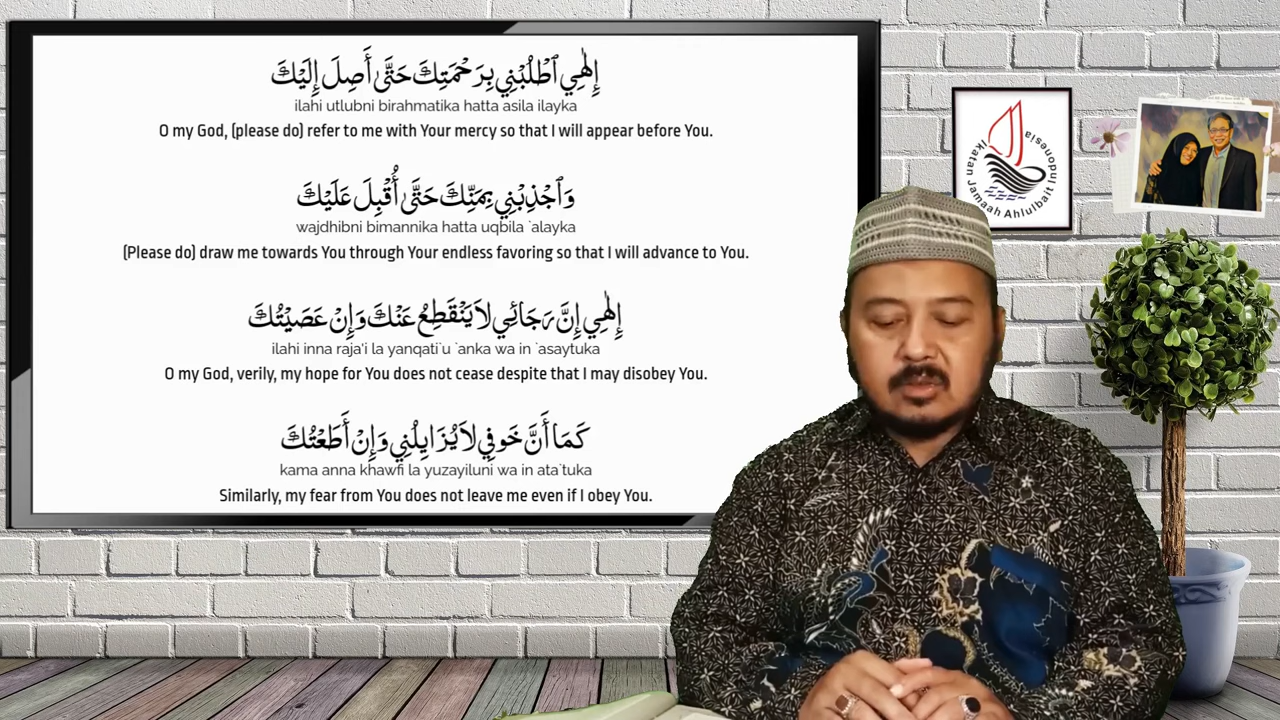 إِلٰهِي ٱطْلُبْنِي بِرَحْمَتِكَ حَتَّىٰ أَصِلَ إِلَيْكَ
ilahi utlubni birahmatika hatta asila ilayka
O my God, (please do) refer to me with Your mercy so that I will appear before You.
وَٱجْذِبْنِي بِمَنِّكَ حَتَّىٰ أُقْبِلَ عَلَيْكَ
wajdhibni bimannika hatta uqbila `alayka
(Please do) draw me towards You through Your endless favoring so that I will advance to You.
إِلٰهِي إِنَّ رَجَائِي لاَ يَنْقَطِعُ عَنْكَ وَإِنْ عَصَيْتُكَ
ilahi inna raja'i la yanqati`u `anka wa in `asaytuka
O my God, verily, my hope for You does not cease despite that I may disobey You.
كَمَا أَنَّ خَوفِي لاَ يُزَايِلُنِي وَإِنْ أَطَعْتُكَ
kama anna khawfi la yuzayiluni wa in ata`tuka
Similarly, my fear from You does not leave me even if I obey You.
Ikatan Jamaah Ahlulbait Indonesia